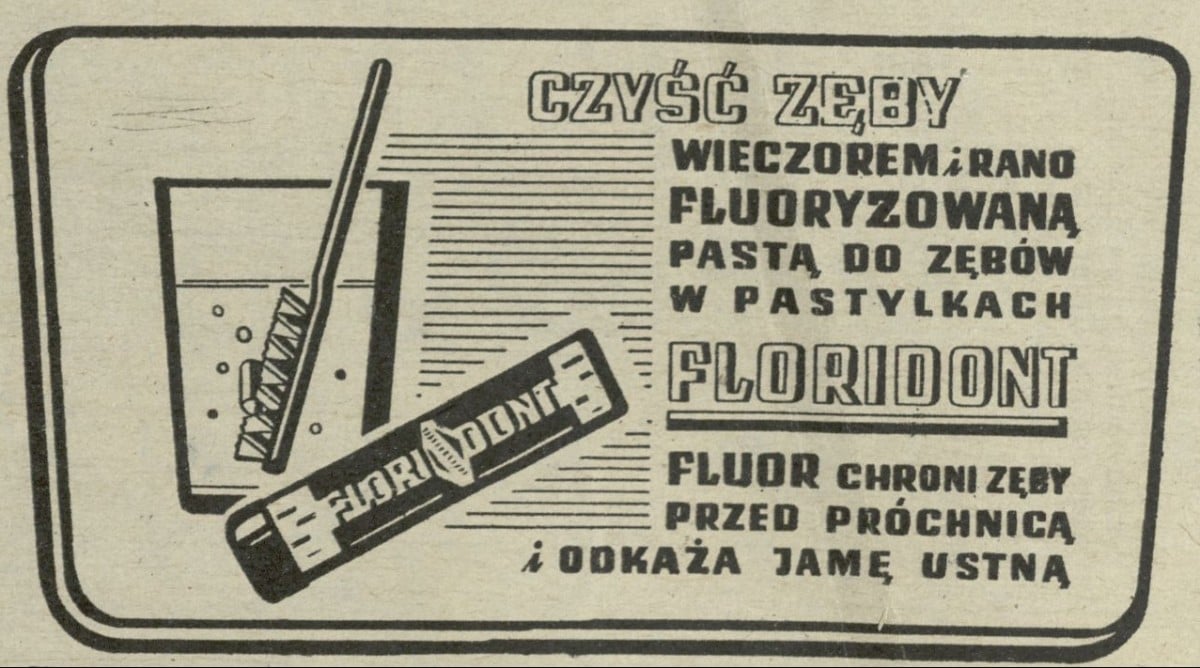 CZYŚĆ ZĘBY
WIECZOREM i RANO
FLUORYZOWANĄ
PASTĄ DO ZĘBÓW
W PASTYLKACH
FLORIDONT
FLORIDONT
FLUOR CHRONI ZĘBY
PRZED PRÓCHNICĄ
i ODKAŻA JAMĘ USTNĄ